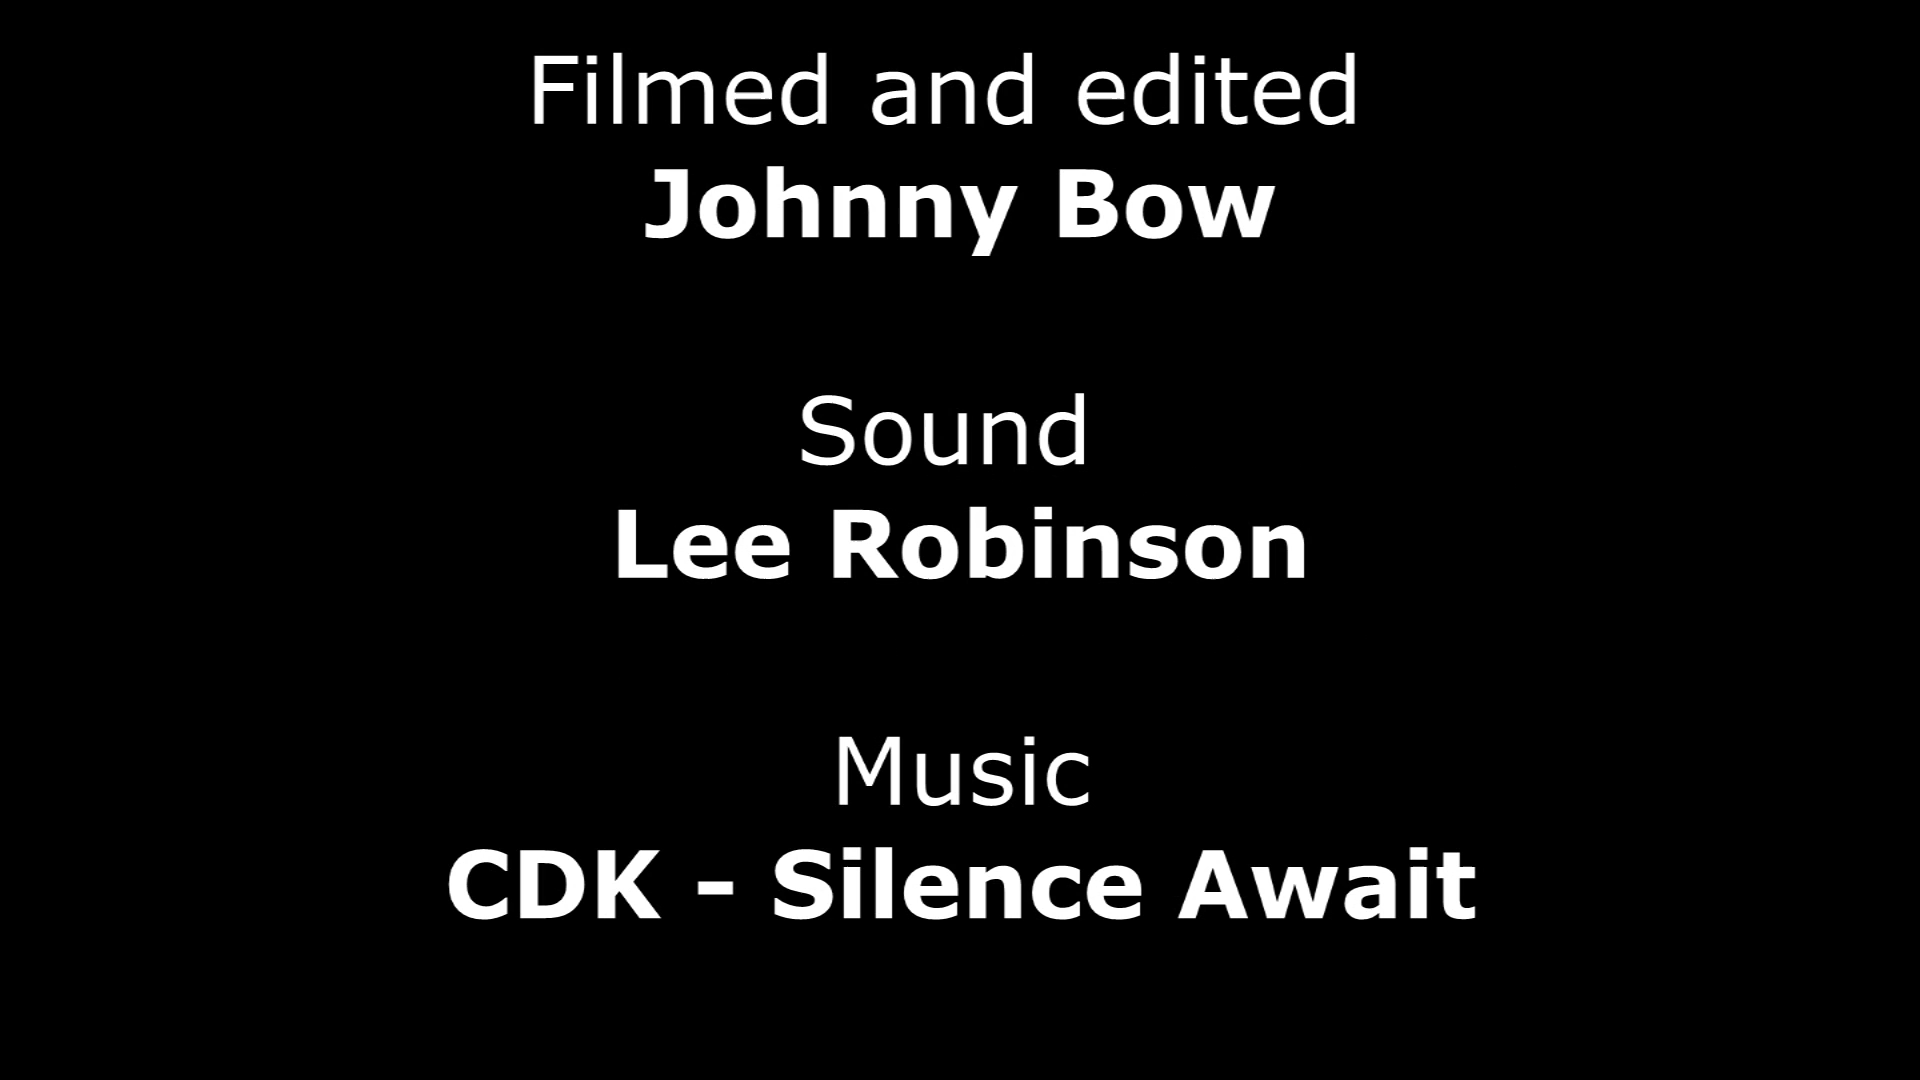 Filmed and edited
Johnny Bow
Sound
Lee Robinson
Music
CDK - Silence Await